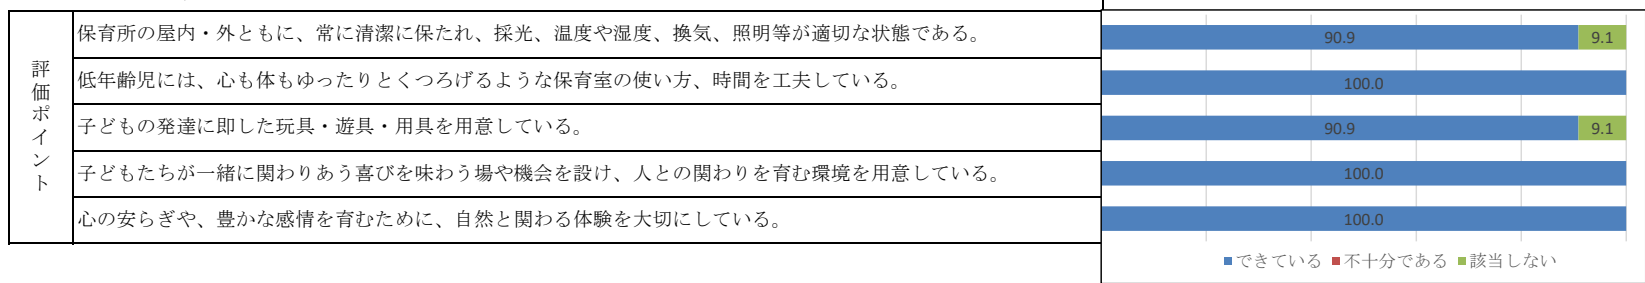 評価ポイント
保育所の屋内・外ともに、常に清潔に保たれ、採光、温度や湿度、換気、照明等が適切な状態である。
90.9 9.1
低年齢児には、心も体もゆったりとくつろげるような保育室の使い方、時間を工夫している。
100.0
子どもの発達に即した玩具・遊具・用具を用意している。
90.9 9.1
子どもたちが一緒に関わりあう喜びを味わう場や機会を設け、人との関わりを育む環境を用意している。
100.0
心の安らぎや、豊かな感情を育むために、自然と関わる体験を大切にしている。
100.0
できている 不十分である 該当しない